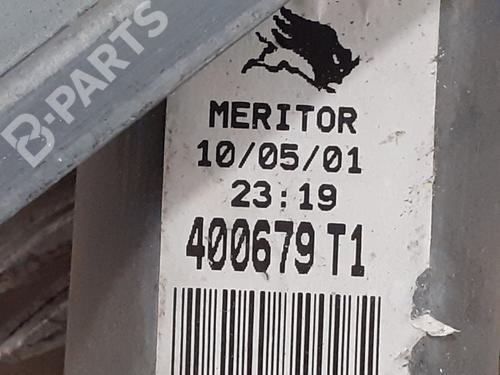 B-PARTS
MERITOR
10/05/01
23:19
400679 T1